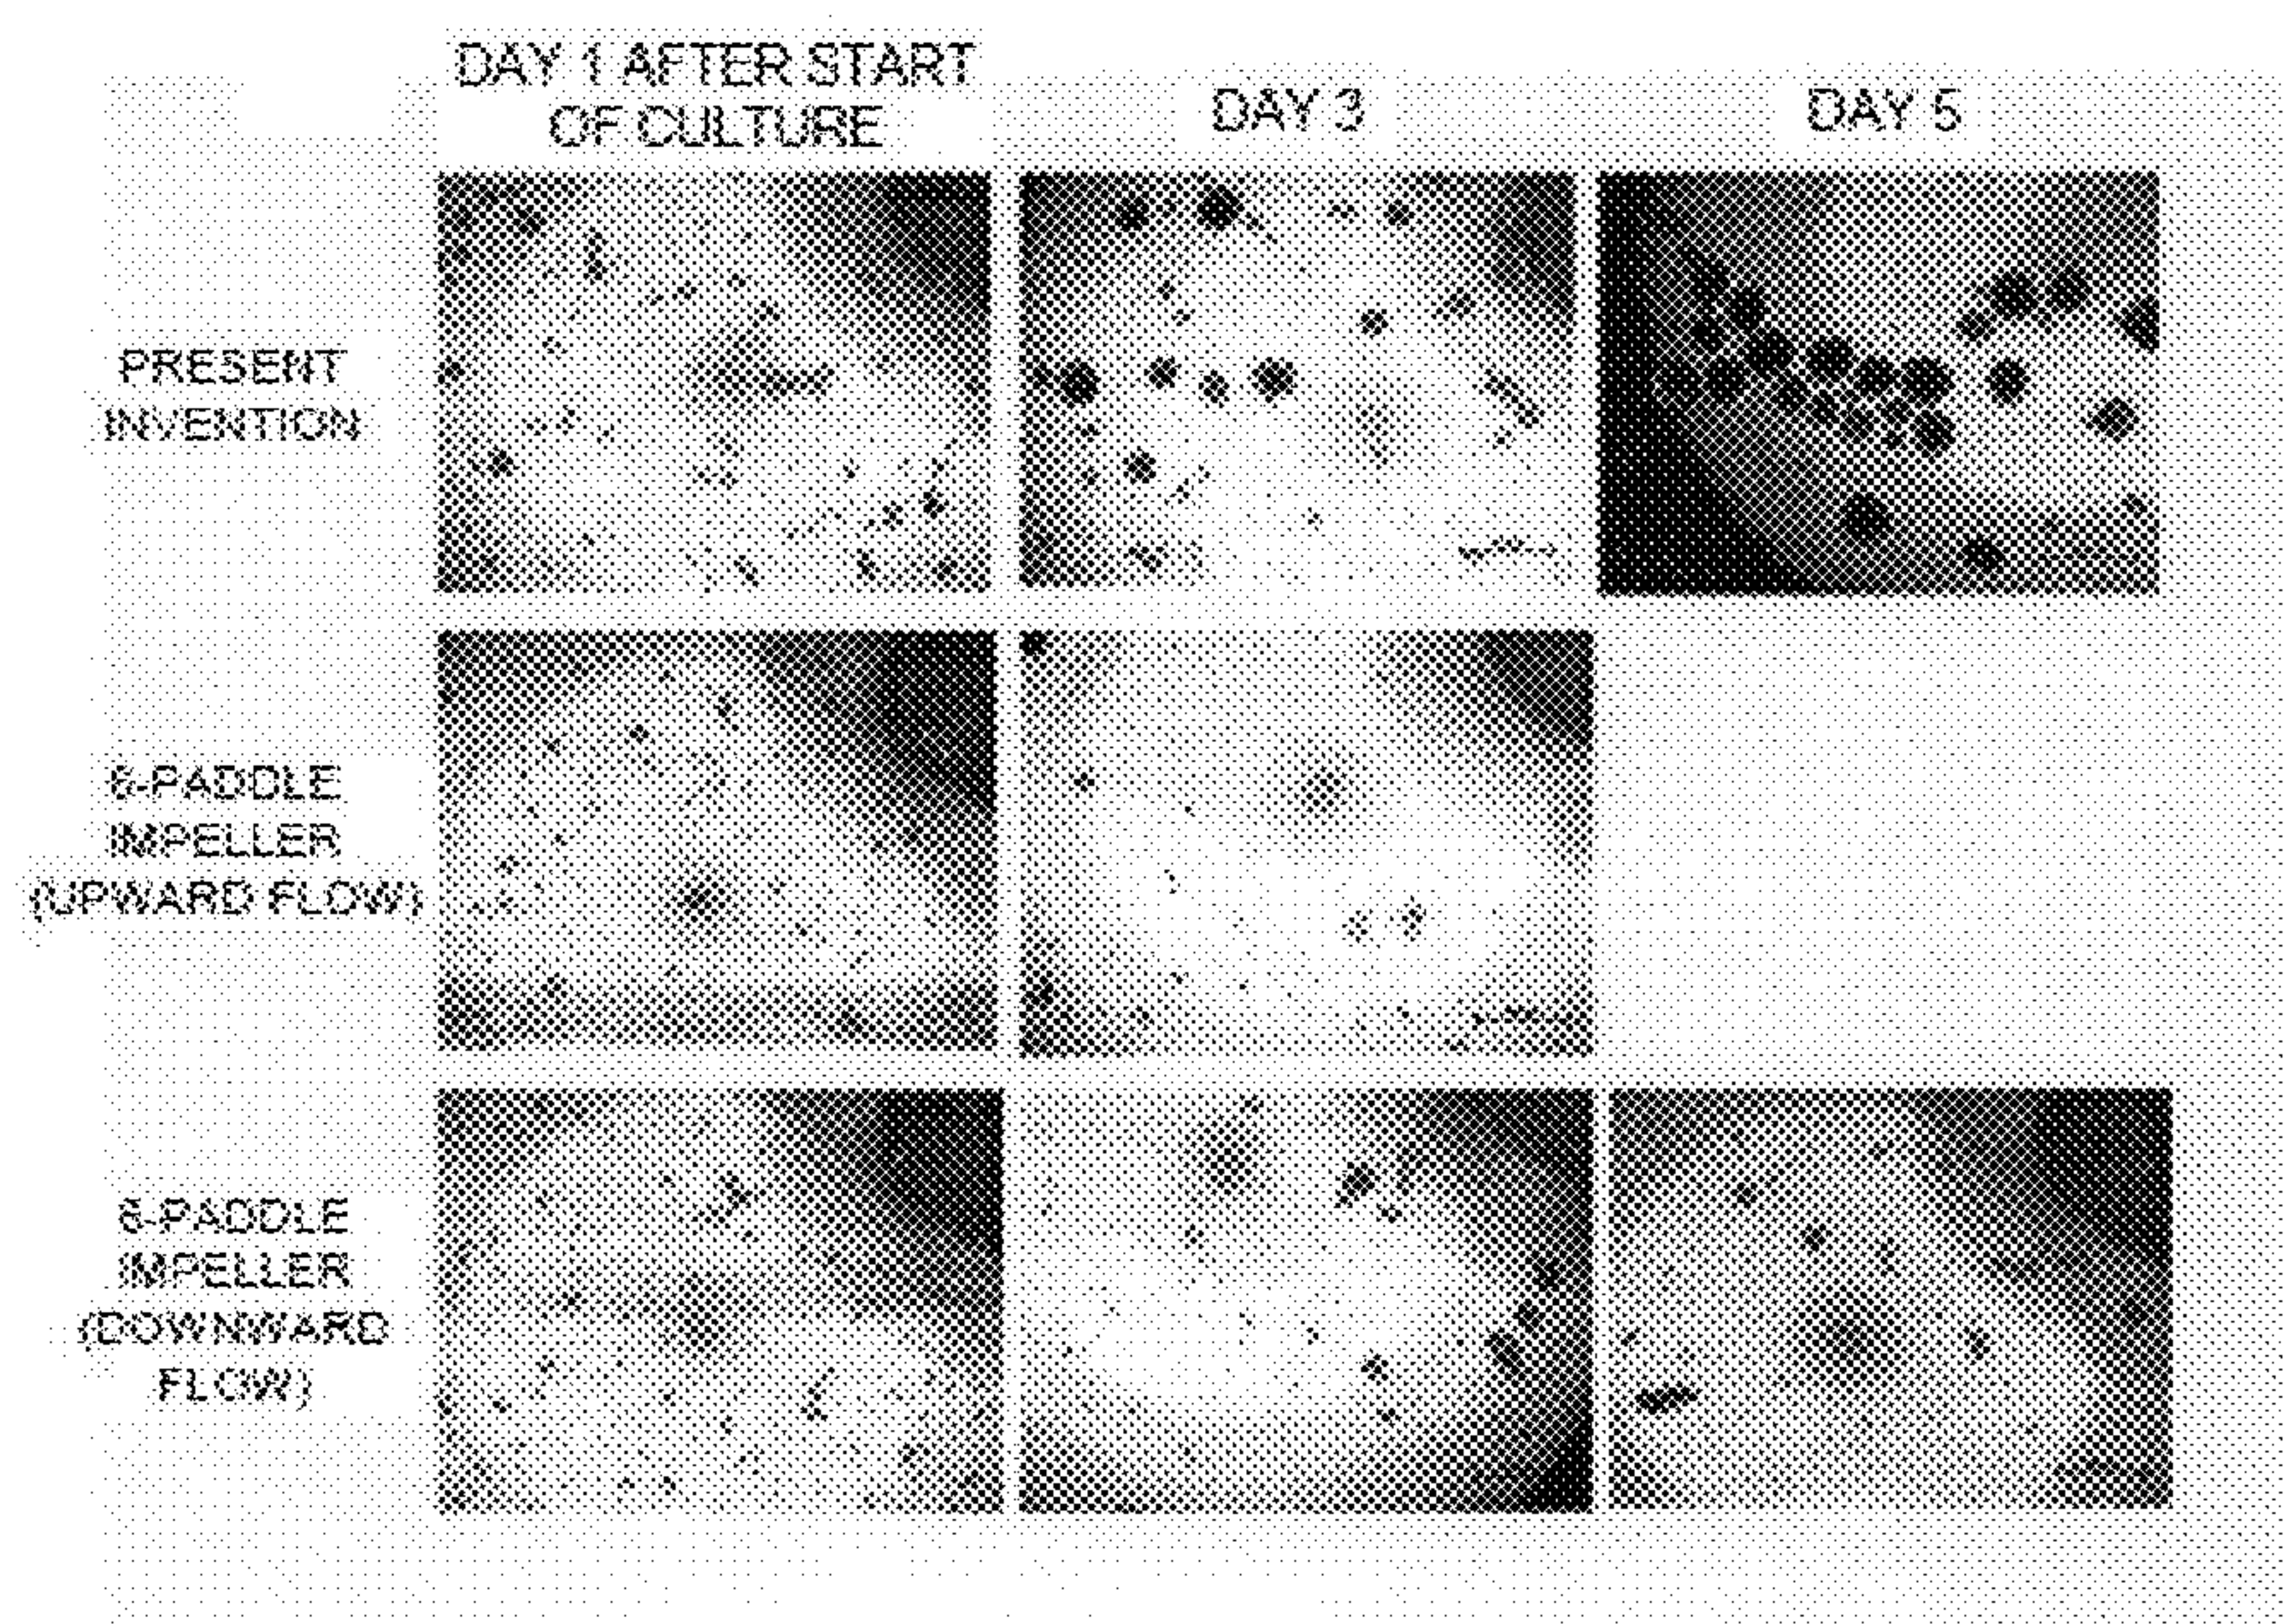 DAY 1 AFTER START
OF CULTURE
DAY 3
DAY 5
PRESENT
INVENTION
6-PADDLE
IMPELLER
(UPWARD FLOW)
6-PADDLE
IMPELLER
(DOWNWARD
FLOW)